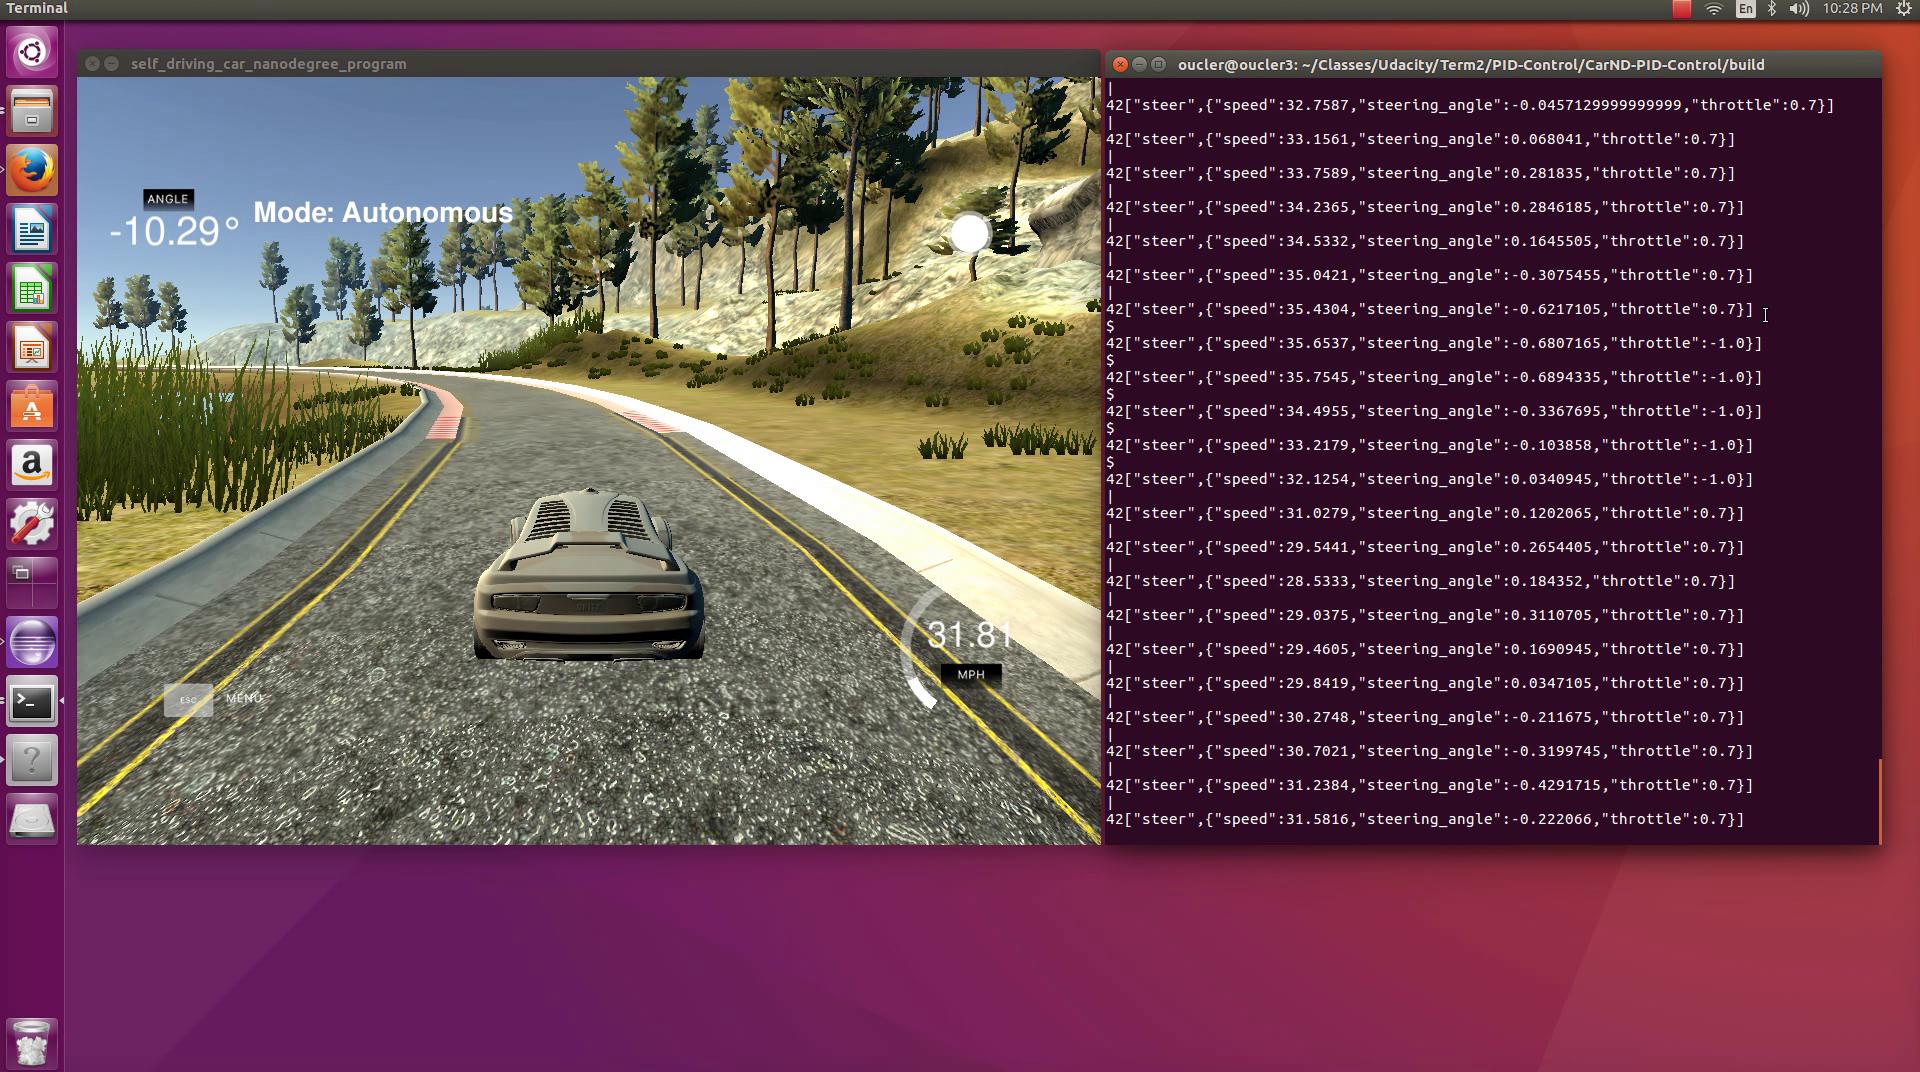 Terminal
En
10:28 PM
self_driving_car_nanodegree_program
ANGLE
-10.29°
Mode: Autonomous
31.81
MPH
ESC
MENU
oucler@oucler3: ~/Classes/Udacity/Term2/PID-Control/CarND-PID-Control/build
|
42["steer",{"speed":32.7587,"steering_angle":-0.0457129999999999,"throttle":0.7}]
|
42["steer",{"speed":33.1561,"steering_angle":0.068041,"throttle":0.7}]
|
42["steer",{"speed":33.7589,"steering_angle":0.281835,"throttle":0.7}]
|
42["steer",{"speed":34.2365,"steering_angle":0.2846185,"throttle":0.7}]
|
42["steer",{"speed":34.5332,"steering_angle":0.1645505,"throttle":0.7}]
|
42["steer",{"speed":35.0421,"steering_angle":-0.3075455,"throttle":0.7}]
|
42["steer",{"speed":35.4304,"steering_angle":-0.6217105,"throttle":0.7}]
$
42["steer",{"speed":35.6537,"steering_angle":-0.6807165,"throttle":-1.0}]
$
42["steer",{"speed":35.7545,"steering_angle":-0.6894335,"throttle":-1.0}]
$
42["steer",{"speed":34.4955,"steering_angle":-0.3367695,"throttle":-1.0}]
$
42["steer",{"speed":33.2179,"steering_angle":-0.103858,"throttle":-1.0}]
$
42["steer",{"speed":32.1254,"steering_angle":0.0340945,"throttle":-1.0}]
|
42["steer",{"speed":31.0279,"steering_angle":0.1202065,"throttle":0.7}]
|
42["steer",{"speed":29.5441,"steering_angle":0.2654405,"throttle":0.7}]
|
42["steer",{"speed":28.5333,"steering_angle":0.184352,"throttle":0.7}]
|
42["steer",{"speed":29.0375,"steering_angle":0.3110705,"throttle":0.7}]
|
42["steer",{"speed":29.4605,"steering_angle":0.1690945,"throttle":0.7}]
|
42["steer",{"speed":29.8419,"steering_angle":0.0347105,"throttle":0.7}]
|
42["steer",{"speed":30.2748,"steering_angle":-0.211675,"throttle":0.7}]
|
42["steer",{"speed":30.7021,"steering_angle":-0.3199745,"throttle":0.7}]
|
42["steer",{"speed":31.2384,"steering_angle":-0.4291715,"throttle":0.7}]
|
42["steer",{"speed":31.5816,"steering_angle":-0.222066,"throttle":0.7}]